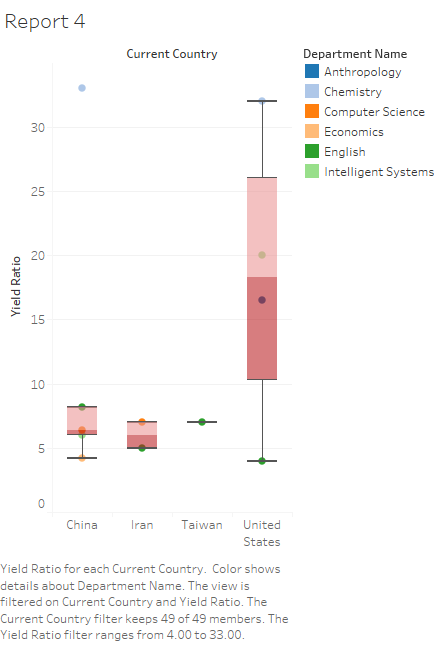 Report 4
Current Country
Department Name
Anthropology
Chemistry
Computer Science
Economics
English
Intelligent Systems
Yield Ratio
30
25
20
15
10
5
0
China
Iran
Taiwan
United
States
Yield Ratio for each Current Country. Color shows
details about Department Name. The view is
filtered on Current Country and Yield Ratio. The
Current Country filter keeps 49 of 49 members. The
Yield Ratio filter ranges from 4.00 to 33.00.